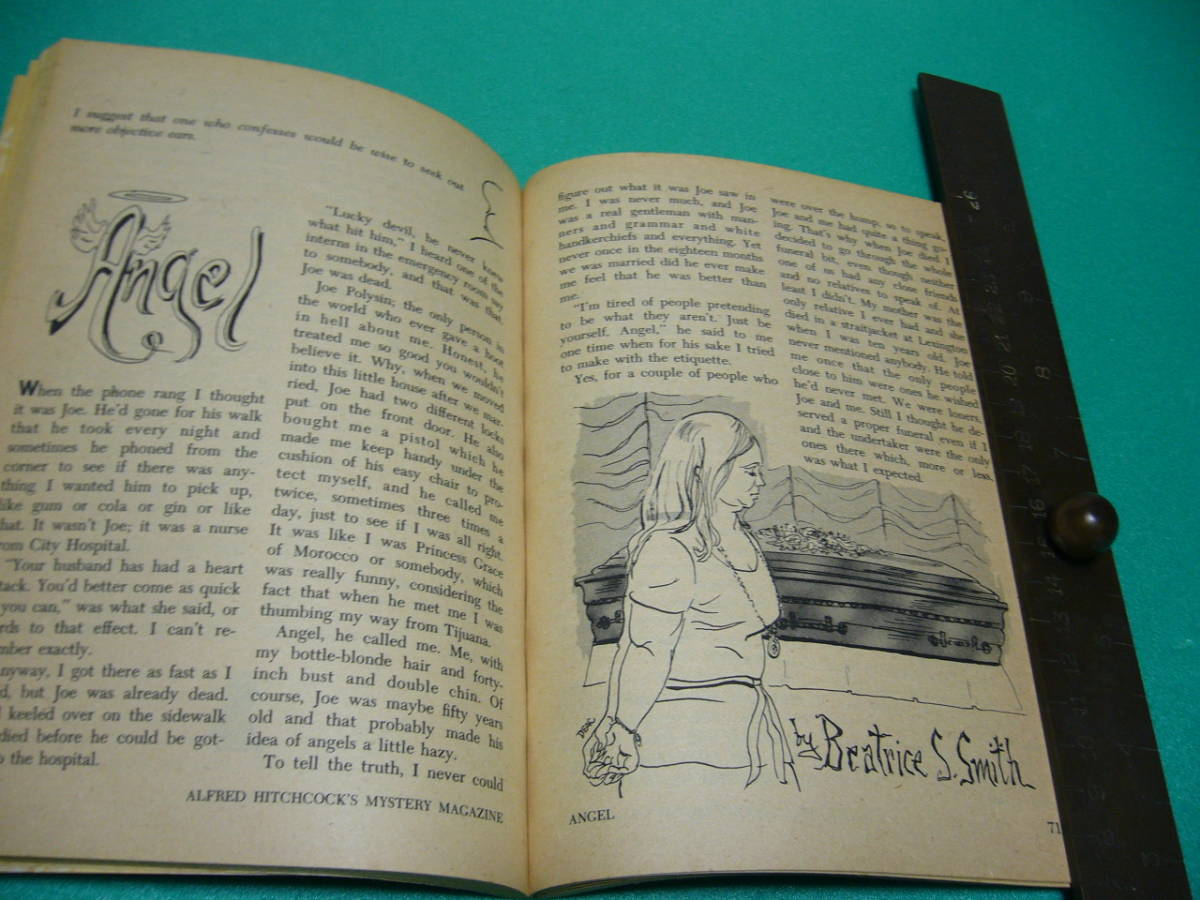 I suggest that one who confesses would be wise to seek out
more objective ears.
Angel
When the phone rang I thought
it was Joe. He'd gone for his walk
that he took every night and
sometimes he phoned from the
corner to see if there was any-
thing I wanted him to pick up,
like gum or cola or gin or like
hat. It wasn't Joe; it was a nurse
rom City Hospital.
"Your husband has had a heart
tack. You'd better come as quick
you can," was what she said, or
rds to that effect. I can't re-
mber exactly.
nyway, I got there as fast as I
d, but Joe was already dead.
keeled over on the sidewalk
died before he could be got-
o the hospital.
"Lucky devil, he never knew
what hit him," I heard one of the
interns in the emergency room say
to somebody, and that was that.
Joe was dead.
Joe Polysin; the only person in
the world who ever gave a hoot
in hell about me. Honest, he
treated me so good you wouldn't
believe it. Why, when we moved
into this little house after we mar-
ried, Joe had two different locks
put on the front door. He also
bought me a pistol which he
made me keep handy under the
cushion of his easy chair to pro-
tect myself, and he called me
twice, sometimes three times a
day, just to see if I was all right.
It was like I was Princess Grace
of Morocco or somebody, which
was really funny, considering the
fact that when he met me I was
thumbing my way from Tijuana.
Angel, he called me. Me, with
my bottle-blonde hair and forty-
inch bust and double chin. Of
course, Joe was maybe fifty years
old and that probably made his
idea of angels a little hazy.
To tell the truth, I never could
ALFRED HITCHCOCK'S MYSTERY MAGAZINE
figure out what it was Joe saw in
me. I was never much, and Joe
was a real gentleman with man-
ners and grammar and white
handkerchiefs and everything. Yet
never once in the eighteen months
we was married did he ever make
me feel that he was better than
me.
"I'm tired of people pretending
to be what they aren't. Just be
yourself, Angel," he said to me
one time when for his sake I tried
to make with the etiquette.
Yes, for a couple of people who
were over the hump, so to speak,
Joe and me had quite a thing go-
ing. That's why when Joe died I
decided to go through the whole
funeral bit, even though neither
one of us had any close friends
and no relatives to speak of. At
least I didn't. My mother was the
only relative I ever had and she
died in a straitjacket at Lexington
when I was ten years old. Joe
never mentioned anybody. He told
me once that the only people
close to him were ones he wished
he'd never met. We were loners,
Joe and me. Still I thought he de-
served a proper funeral even if I
and the undertaker were the only
ones there which, more or less,
was what I expected.
by Beatrice S. Smith
ANGEL
71